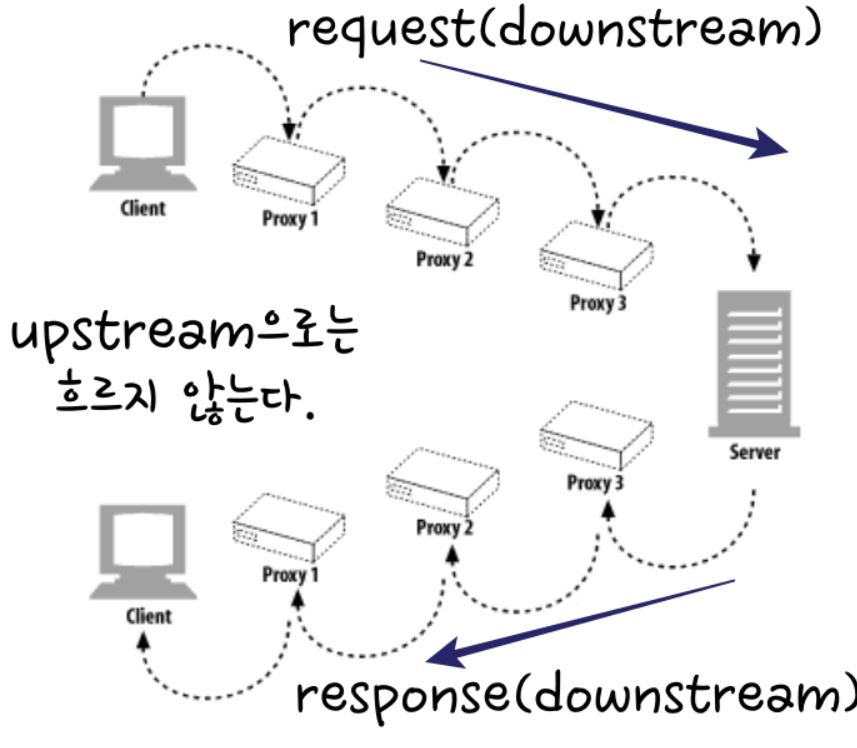 request(downstream)
Client
Proxy 1
Proxy 2
Proxy 3
Server
upstream으로는
흐르지 않는다.
Proxy 3
Proxy 2
Proxy 1
Client
response(downstream)